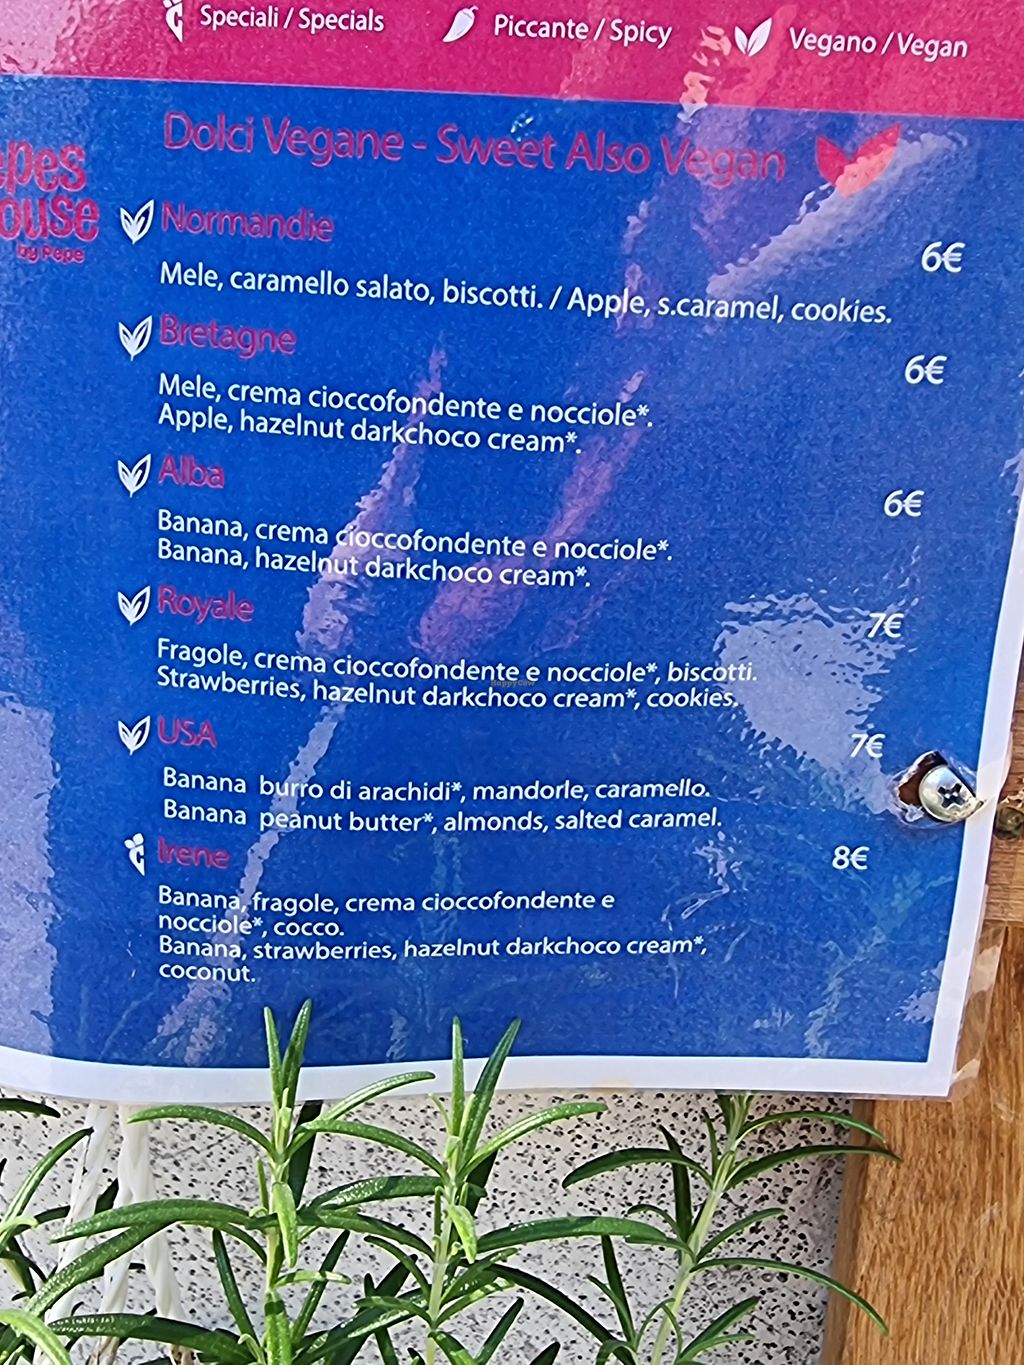 Speciali / Specials
Piccante / Spicy
Vegano / Vegan
Dolci Vegane - Sweet Also Vegan
by Pepe
Normandie
6€
Mele, caramello salato, biscotti. / Apple, s.caramel, cookies.
Bretagne
6€
Mele, crema cioccofondente e nocciole*.
Apple, hazelnut darkchoco cream*.
Alba
6€
Banana, crema cioccofondente e nocciole*.
Banana, hazelnut darkchoco cream*.
Royale
7€
Fragole, crema cioccofondente e nocciole*, biscotti.
Strawberries, hazelnut darkchoco cream*, cookies.
HappyCow
USA
7€
Banana burro di arachidi*, mandorle, caramello.
Banana peanut butter*, almonds, salted caramel.
Irene
8€
Banana, fragole, crema cioccofondente e
nocciole*, cocco.
Banana, strawberries, hazelnut darkchoco cream*,
coconut.